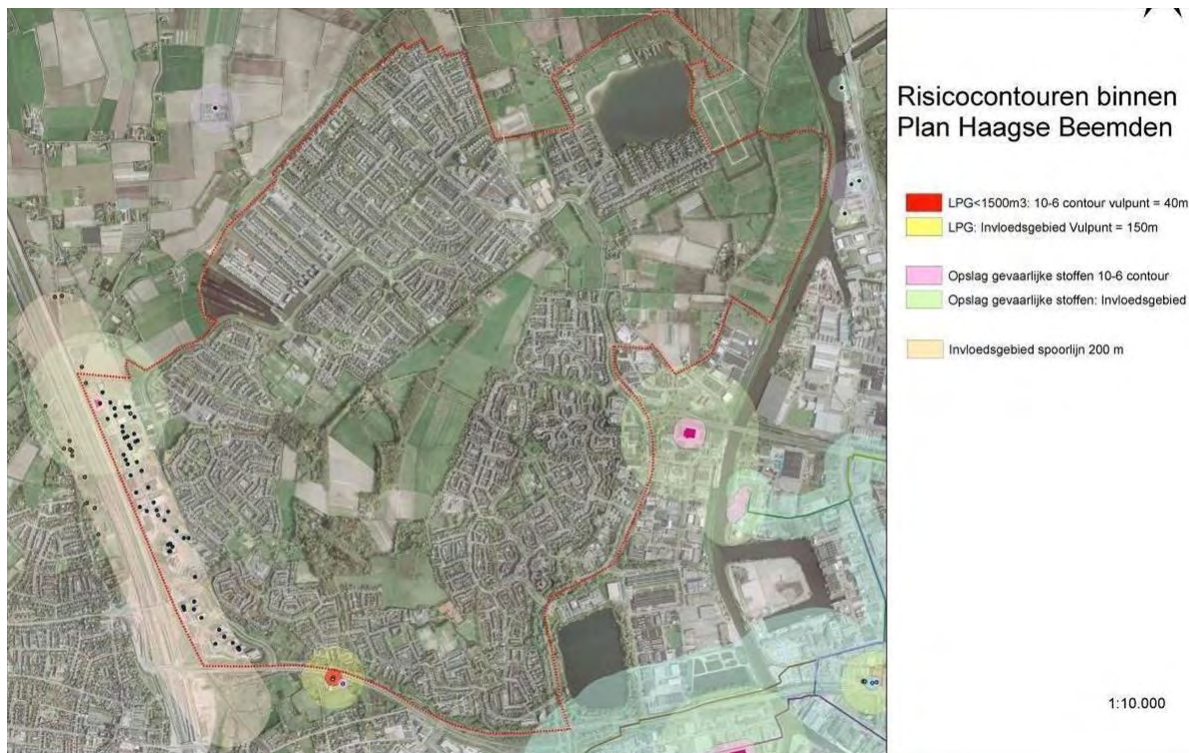 Risicocontouren binnen
Plan Haagse Beemden
LPG<1500m3: 10-6 contour vulpunt = 40m
LPG: Invloedsgebied Vulpunt = 150m
Opslag gevaarlijke stoffen 10-6 contour
Opslag gevaarlijke stoffen: Invloedsgebied
Invloedsgebied spoorlijn 200 m
1:10.000